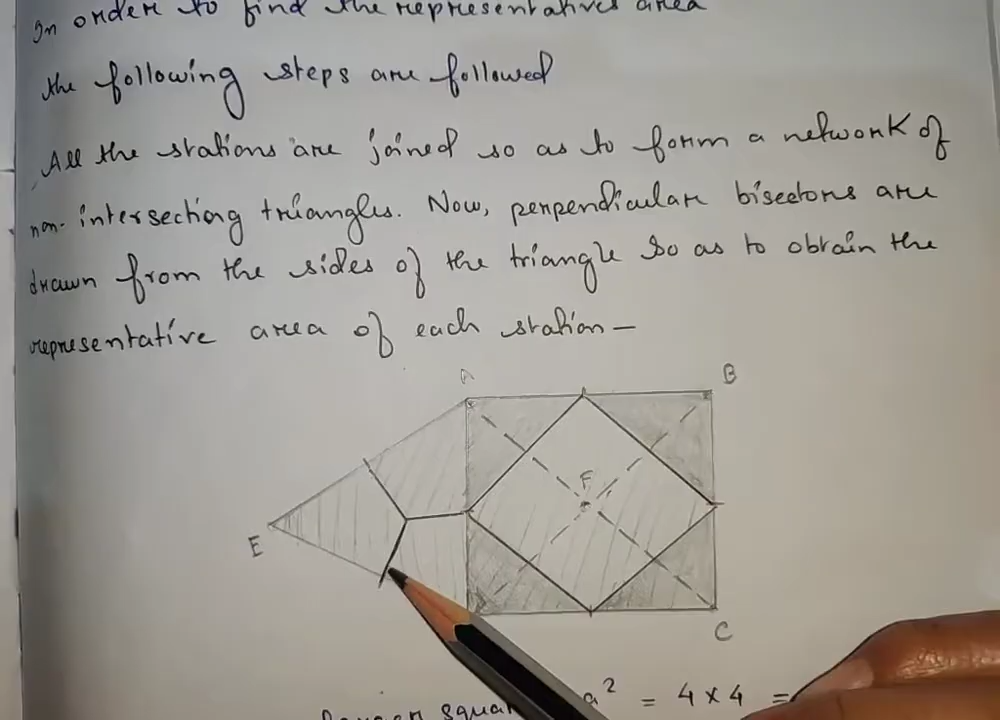 In order to find the representatives area
the following steps are followed
All the stations are joined so as to form a network of
non-intersecting triangles. Now, perpendicular bisectors are
drawn from the sides of the triangle so as to obtain the
representative area of each station—
A
B
F
E
C
a² = 4 × 4 =